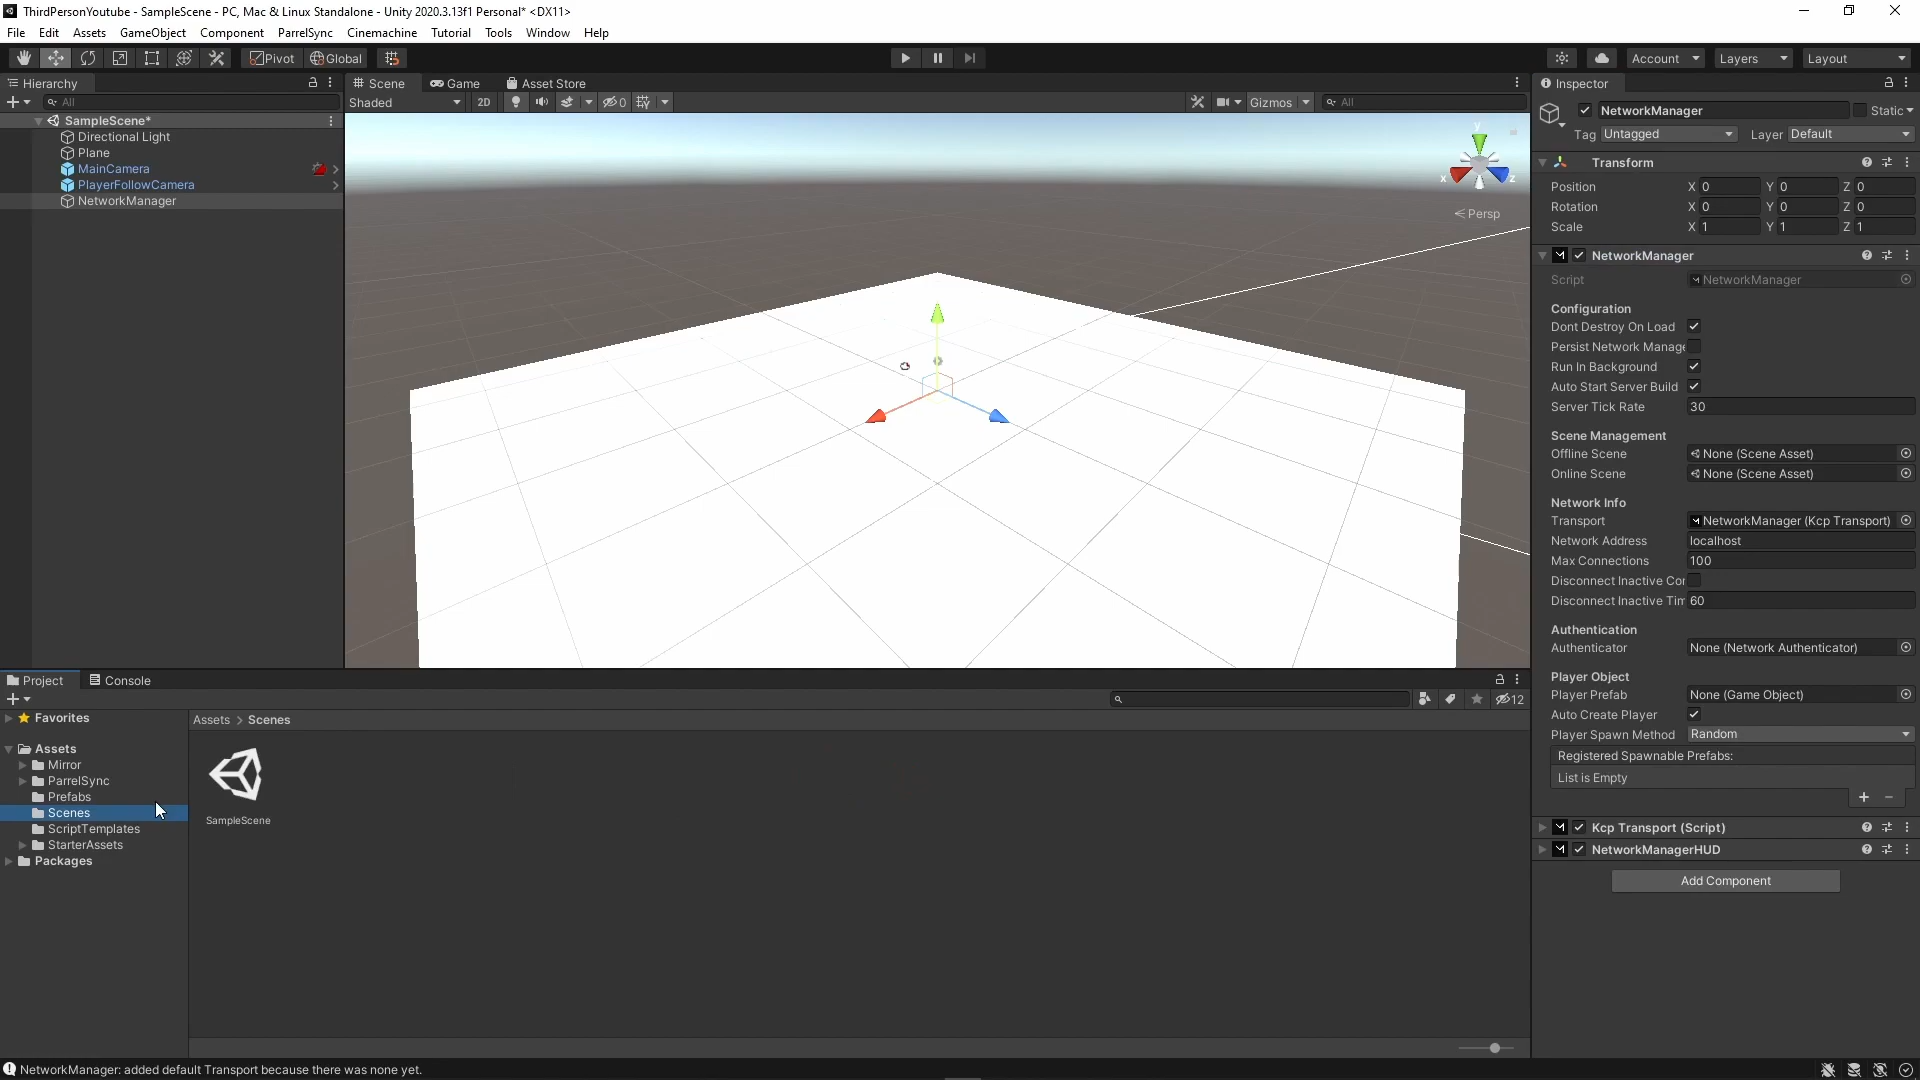 ThirdPersonYoutube - SampleScene - PC, Mac & Linux Standalone - Unity 2020.3.13f1 Personal* <DX11>
File Edit Assets GameObject Component ParrelSync Cinemachine Tutorial Tools Window Help
Pivot Global Account Layers Layout
Hierarchy
All
SampleScene*
Directional Light
Plane
MainCamera
PlayerFollowCamera
NetworkManager
Scene Game Asset Store
Shaded 2D 0 Gizmos All
y
x z
Persp
Inspector
NetworkManager Static
Tag Untagged Layer Default
Transform
Position X 0 Y 0 Z 0
Rotation X 0 Y 0 Z 0
Scale X 1 Y 1 Z 1
NetworkManager
Script NetworkManager
Configuration
Dont Destroy On Load
Persist Network Manage
Run In Background
Auto Start Server Build
Server Tick Rate 30
Scene Management
Offline Scene None (Scene Asset)
Online Scene None (Scene Asset)
Network Info
Transport NetworkManager (Kcp Transport)
Network Address localhost
Max Connections 100
Disconnect Inactive Cor
Disconnect Inactive Tim 60
Authentication
Authenticator None (Network Authenticator)
Player Object
Player Prefab None (Game Object)
Auto Create Player
Player Spawn Method Random
Registered Spawnable Prefabs:
List is Empty
Kcp Transport (Script)
NetworkManagerHUD
Add Component
Project Console
12
Favorites
Assets
Mirror
ParrelSync
Prefabs
Scenes
ScriptTemplates
StarterAssets
Packages
Assets > Scenes
SampleScene
NetworkManager: added default Transport because there was none yet.